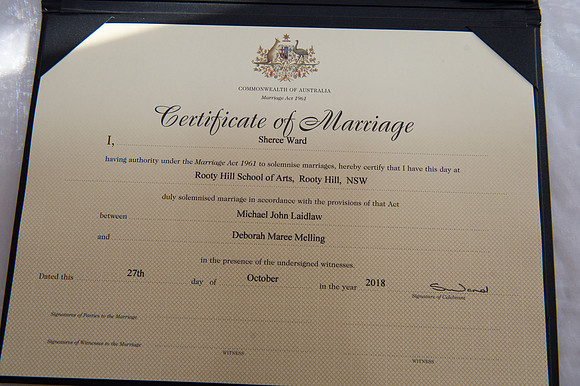 COMMONWEALTH OF AUSTRALIA
Marriage Act 1961
Certificate of Marriage
I, Sheree Ward
having authority under the Marriage Act 1961 to solemnise marriages, hereby certify that I have this day at
Rooty Hill School of Arts, Rooty Hill, NSW
duly solemnised marriage in accordance with the provisions of that Act
between Michael John Laidlaw
and Deborah Maree Melling
in the presence of the undersigned witnesses.
Dated this 27th day of October in the year 2018
Signature of Celebrant
Signatures of Parties to the Marriage
Signatures of Witnesses to the Marriage
WITNESS WITNESS